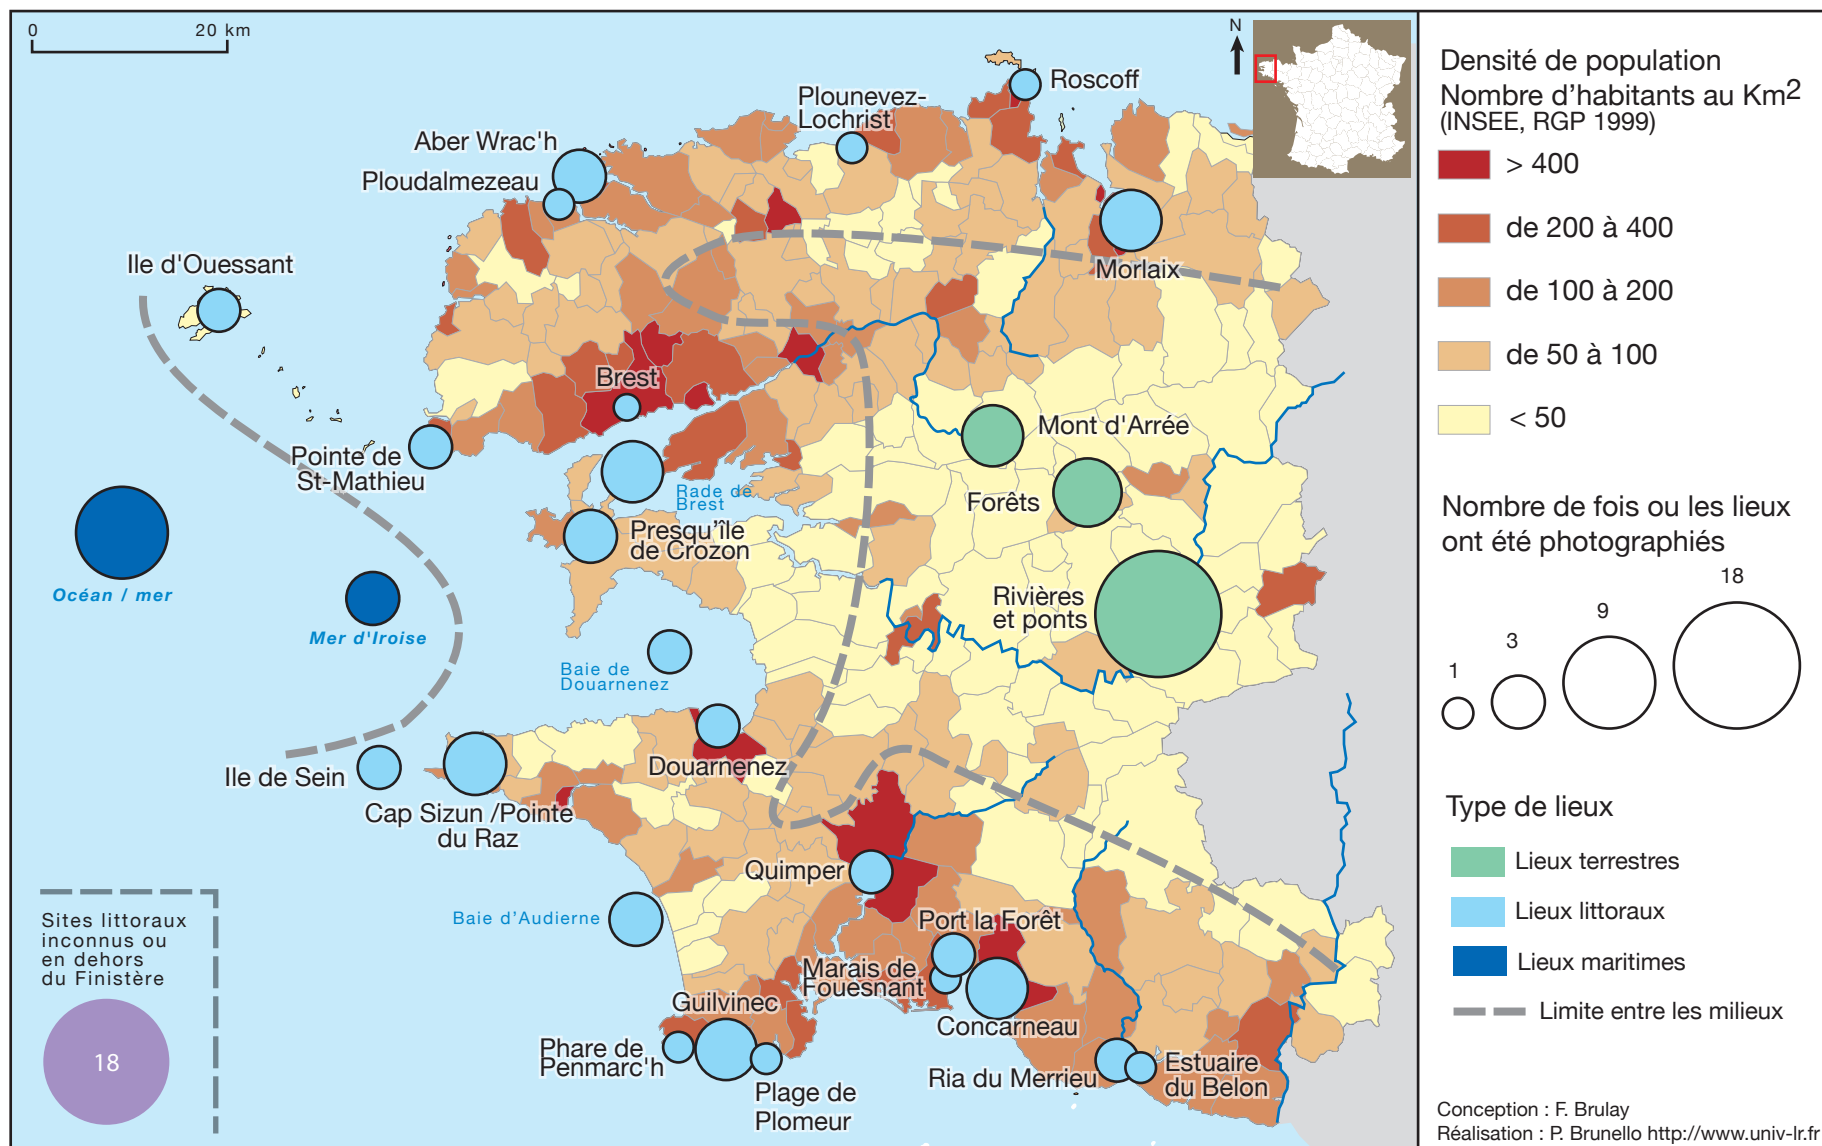 0
20 km
N
Roscoff
Plounevez-
Lochrist
Aber Wrac'h
Ploudalmezeau
Ile d'Ouessant
Morlaix
Brest
Pointe de
St-Mathieu
Mont d'Arrée
Rade de
Brest
Forêts
Presqu'île
de Crozon
Océan / mer
Mer d'Iroise
Rivières
et ponts
Baie de
Douarnenez
Ile de Sein
Douarnenez
Cap Sizun /Pointe
du Raz
Quimper
Baie d'Audierne
Port la Forêt
Marais de
Fouesnant
Guilvinec
Concarneau
Phare de
Penmarc'h
Ria du Merrieu
Estuaire
du Belon
Plage de
Plomeur
Sites littoraux
inconnus ou
en dehors
du Finistère
18
Densité de population
Nombre d'habitants au Km²
(INSEE, RGP 1999)
> 400
de 200 à 400
de 100 à 200
de 50 à 100
< 50
Nombre de fois ou les lieux
ont été photographiés
1
3
9
18
Type de lieux
Lieux terrestres
Lieux littoraux
Lieux maritimes
Limite entre les milieux
Conception : F. Brulay
Réalisation : P. Brunello http://www.univ-lr.fr